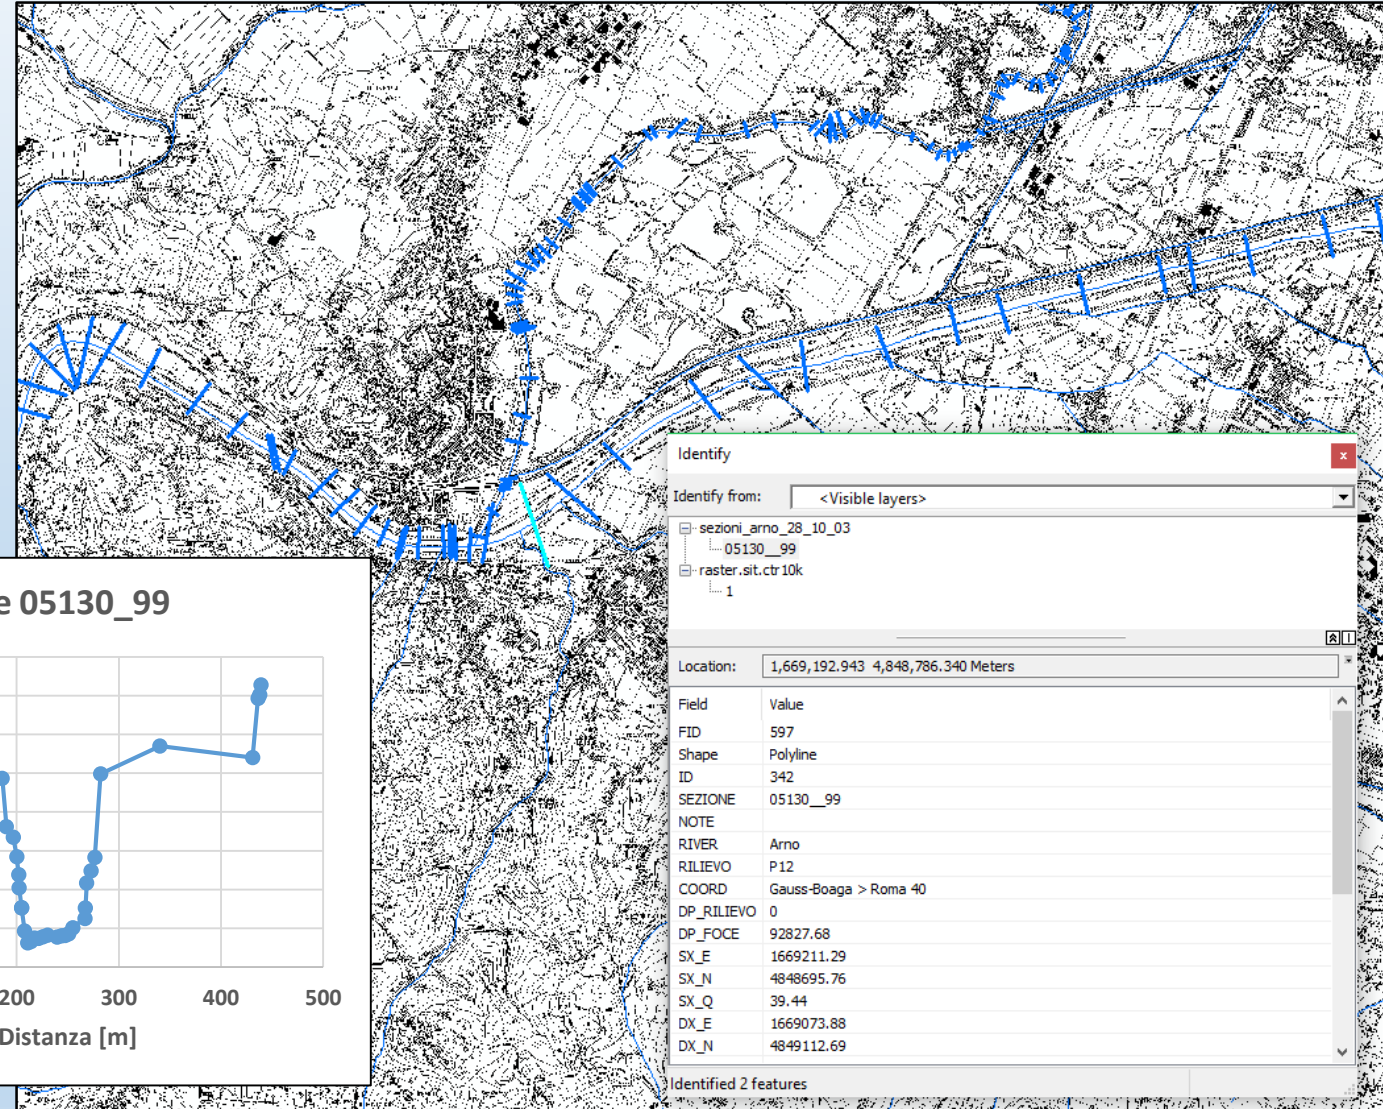 Identify
x
Identify from:
<Visible layers>
sezioni_arno_28_10_03
05130__99
raster.sit.ctr10k
1
Location:
1,669,192.943 4,848,786.340 Meters
Field Value
FID 597
Shape Polyline
ID 342
SEZIONE 05130__99
NOTE
RIVER Arno
RILIEVO P12
COORD Gauss-Boaga > Roma 40
DP_RILIEVO 0
DP_FOCE 92827.68
SX_E 1669211.29
SX_N 4848695.76
SX_Q 39.44
DX_E 1669073.88
DX_N 4849112.69
Identified 2 features
e 05130_99
200 300 400 500
Distanza [m]